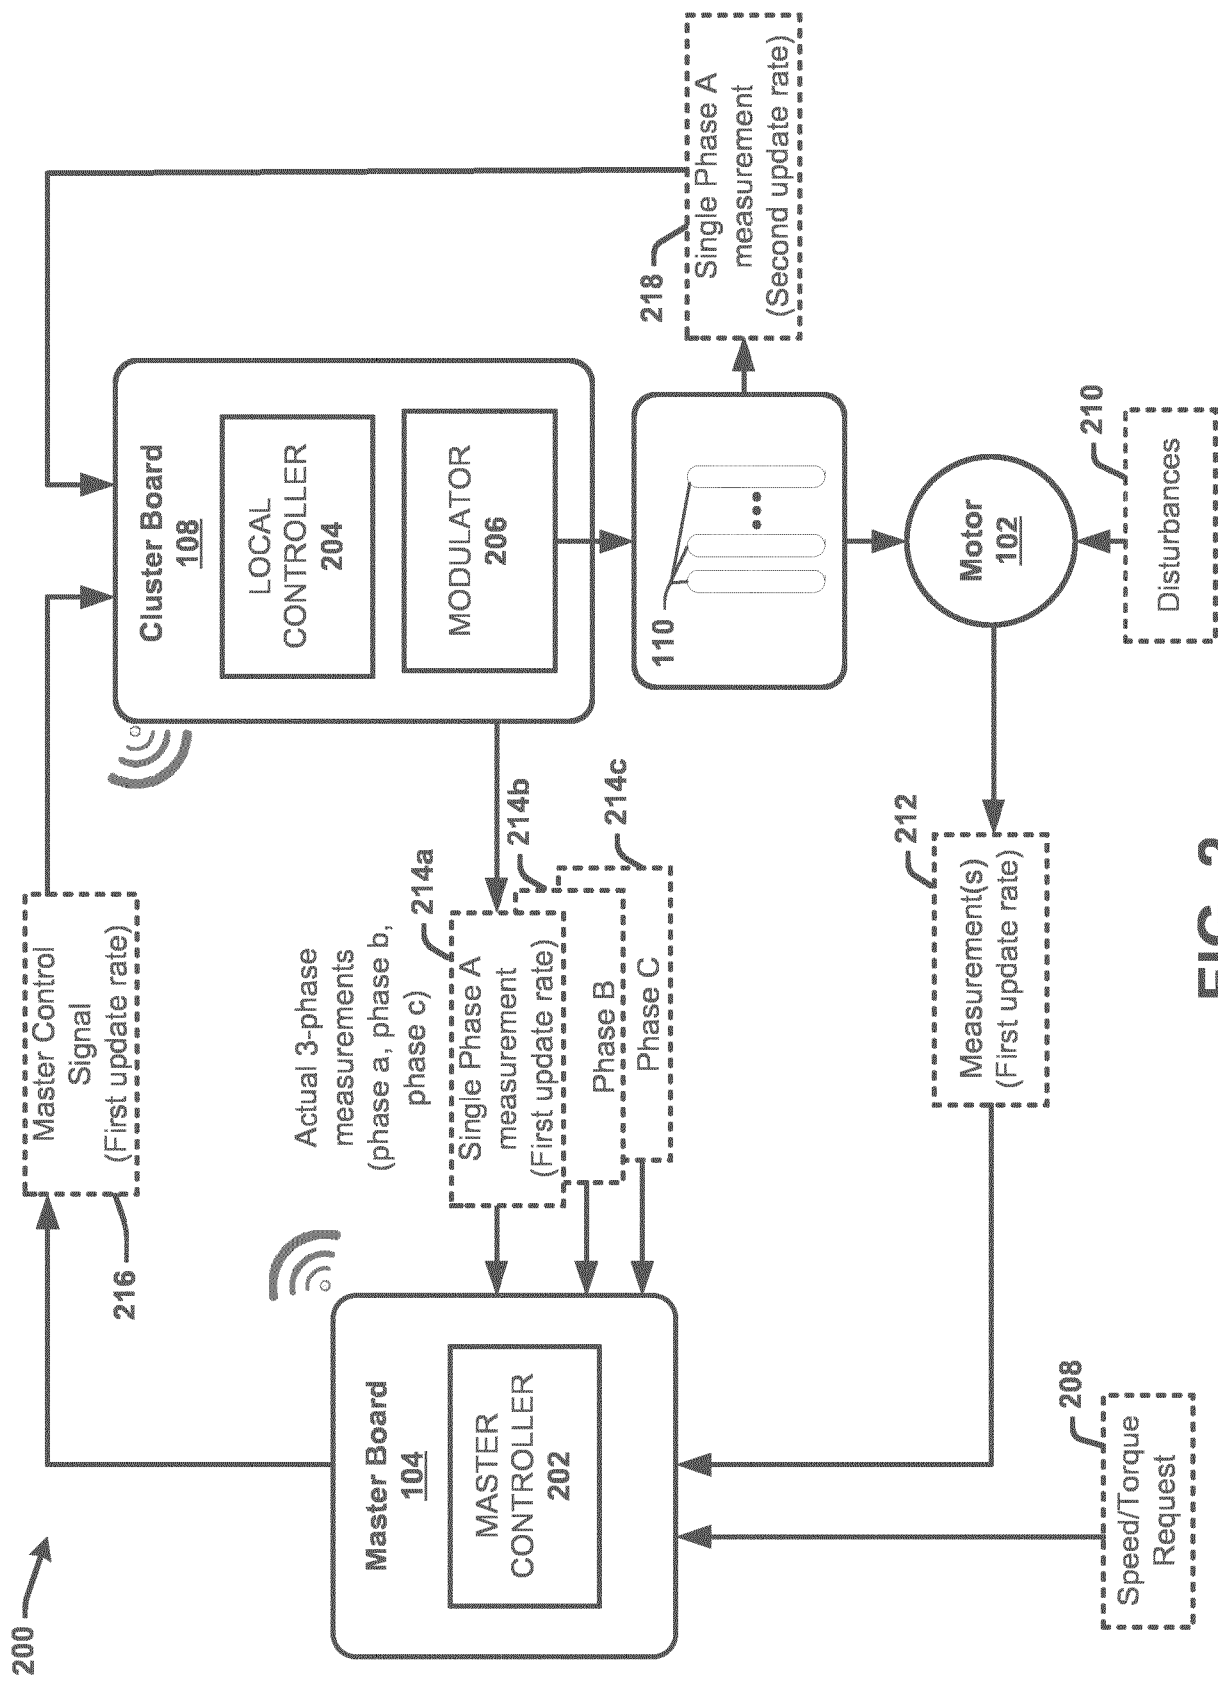 200
216
Master Control
Signal
(First update rate)
Master Board
104
MASTER
CONTROLLER
202
Actual 3-phase
measurements
(phase a, phase b,
phase c)
214a
Single Phase A
measurement
(First update rate)
214b
Phase B
214c
Phase C
Cluster Board
108
LOCAL
CONTROLLER
204
MODULATOR
206
110
218
Single Phase A
measurement
(Second update rate)
Motor
102
210
Disturbances
212
Measurement(s)
(First update rate)
208
Speed/Torque
Request